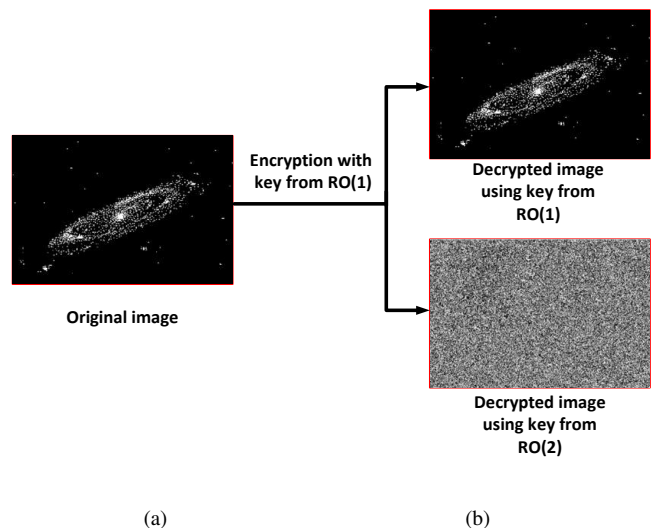 Encryption with
key from RO(1)
Original image
Decrypted image
using key from
RO(1)
Decrypted image
using key from
RO(2)
(a)
(b)